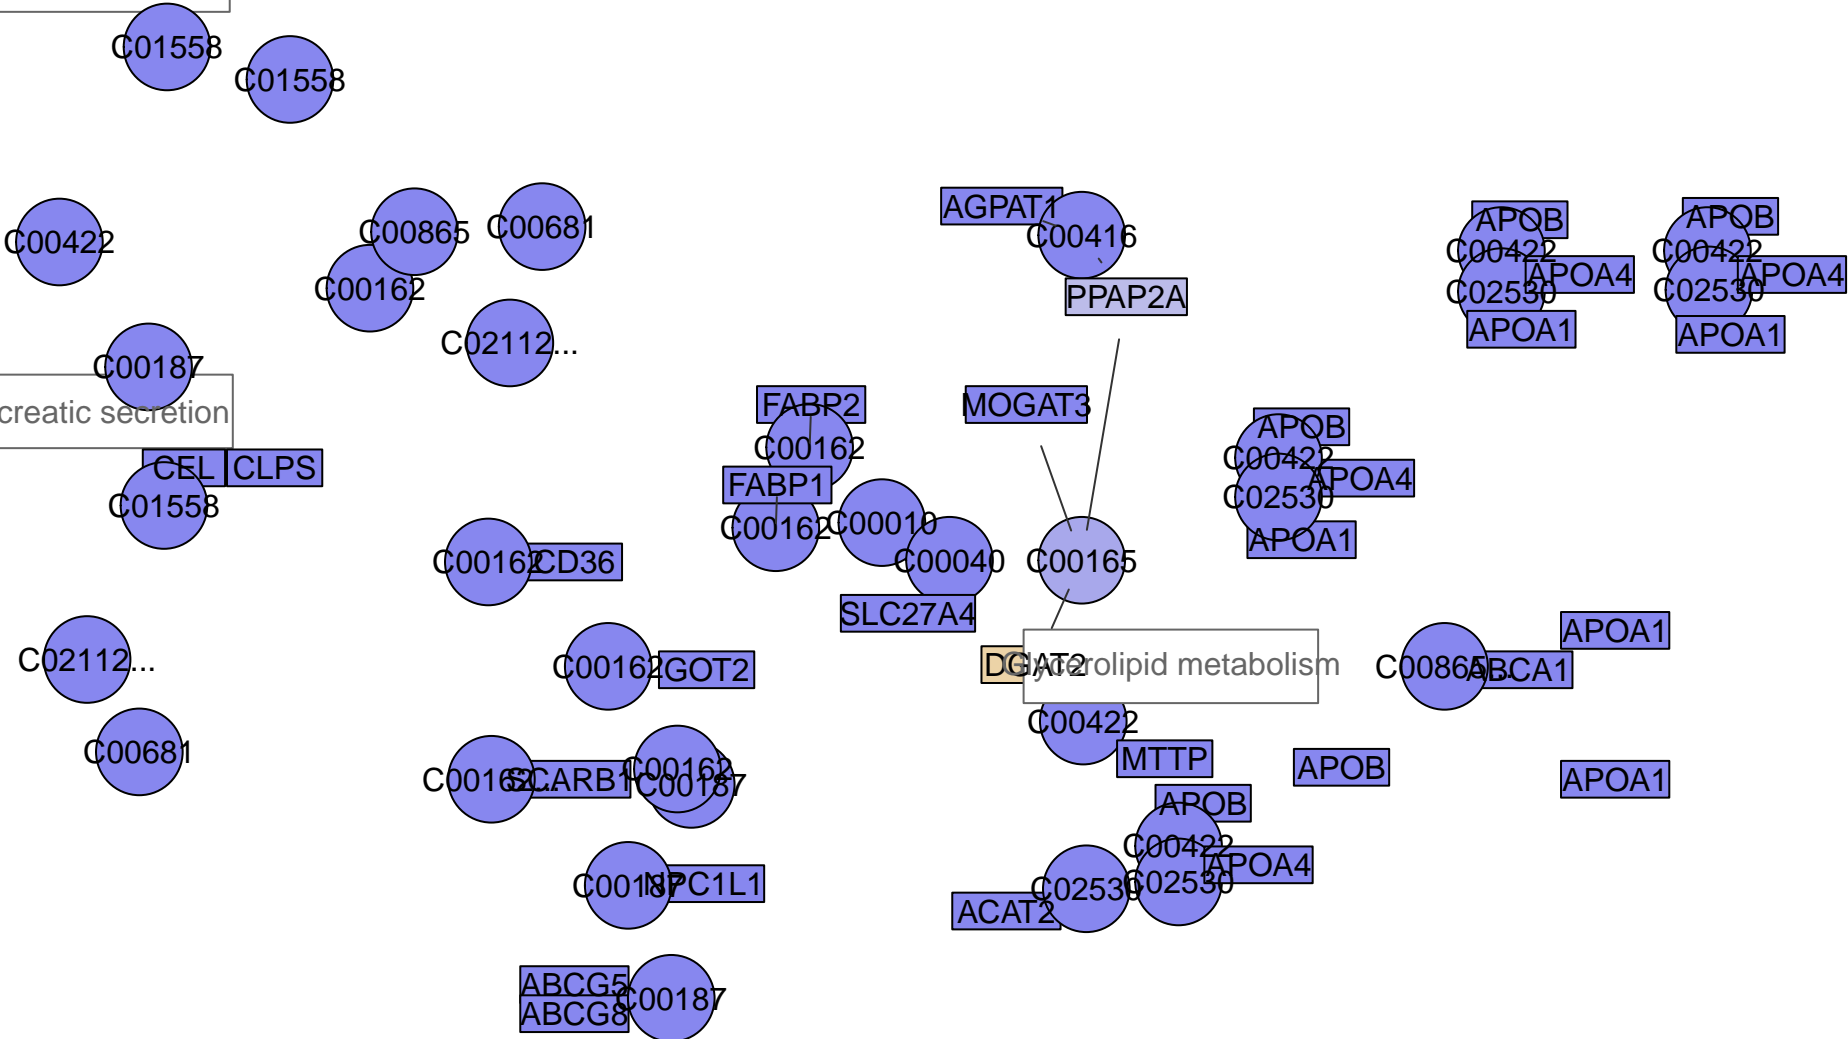 C01558
C01558
C00422
C00865
C00681
C00162
C02112...
C00187
creatic secretion
CEL
CLPS
C01558
C02112...
C00681
AGPAT1
C00416
PPAP2A
APOB
C00422
APOA4
C02530
APOA1
APOB
C00422
APOA4
C02530
APOA1
FABP2
C00162
FABP1
C00162
C00010
C00040
SLC27A4
MOGAT3
C00165
APOB
C00422
APOA4
C02530
APOA1
C00162
CD36
C00162
GOT2
C00162...
SCARB1
C00162
C00187
C00187
NPC1L1
ABCG5
ABCG8
C00187
DGAT2
Glycerolipid metabolism
C00422
MTTP
APOB
APOB
C00422
APOA4
C02530
C02530
ACAT2
APOA1
C00865...
ABCA1
APOA1